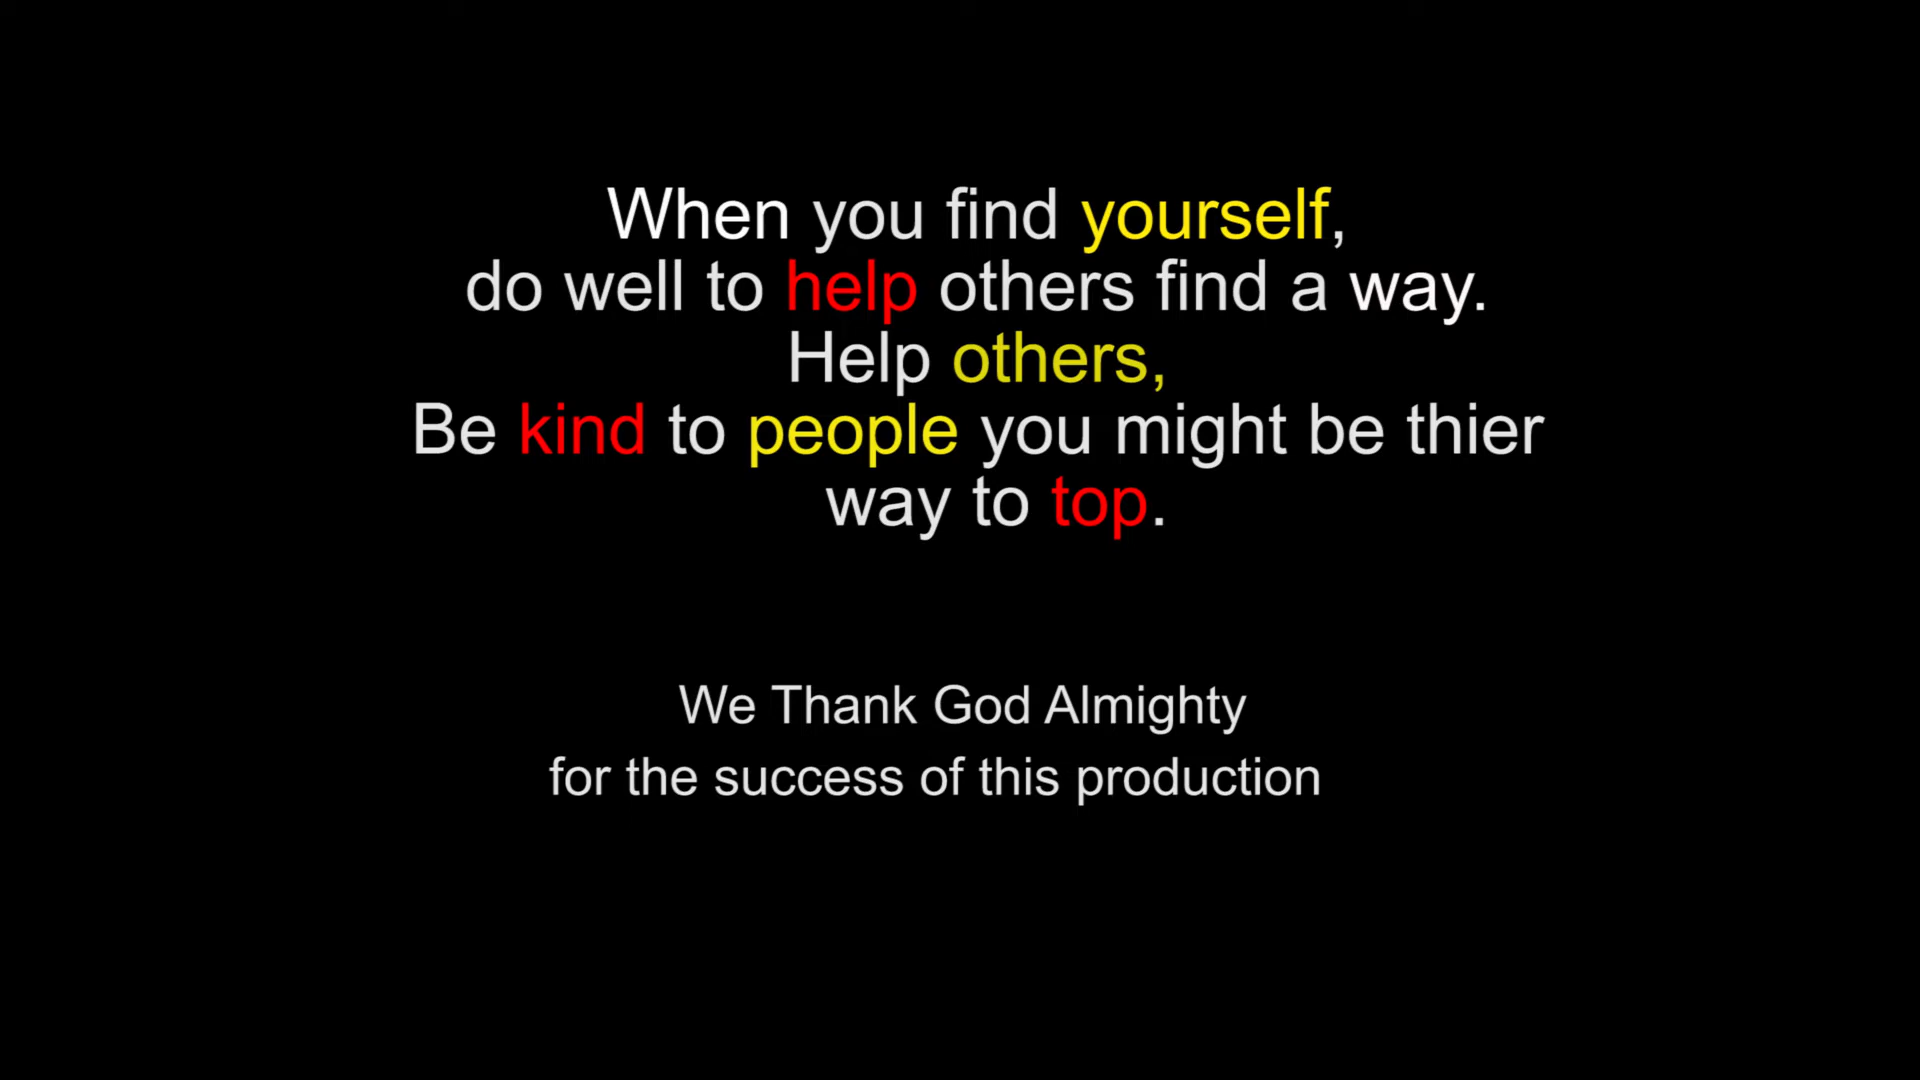 When you find yourself,
do well to help others find a way.
Help others,
Be kind to people you might be thier
way to top.
We Thank God Almighty
for the success of this production